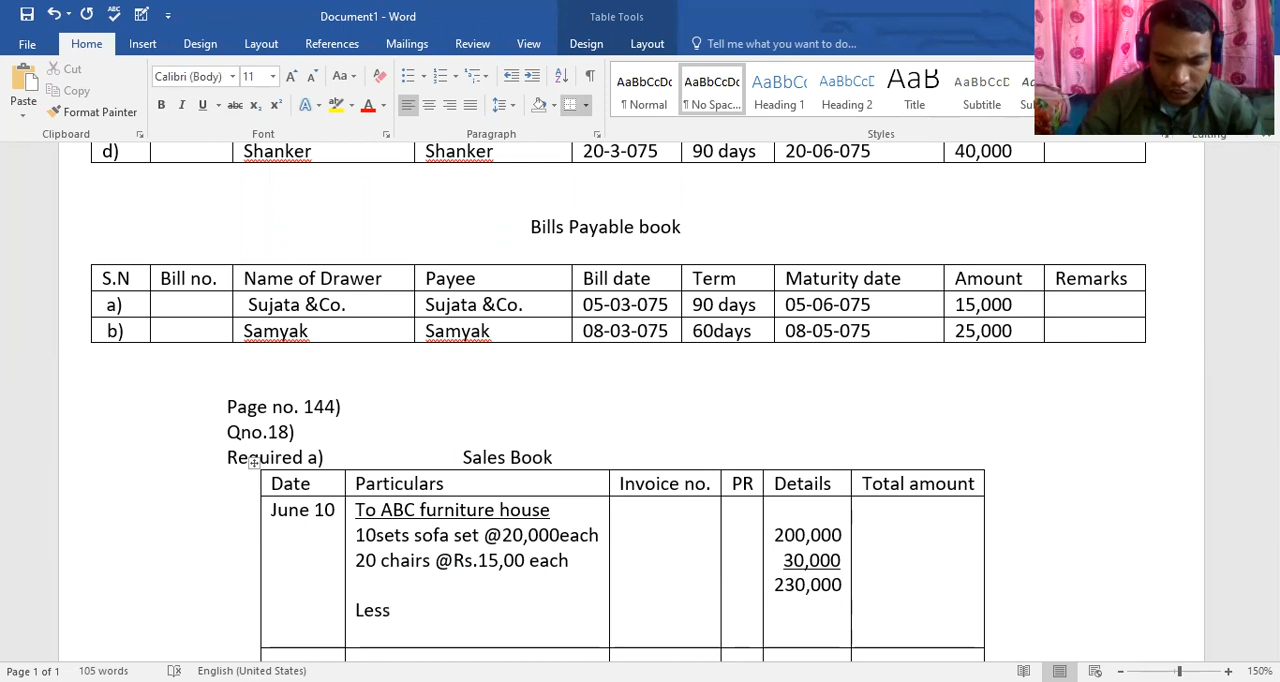 Document1 - Word
Table Tools
File Home Insert Design Layout References Mailings Review View Design Layout Tell me what you want to do...
Paste
Cut
Copy
Format Painter
Clipboard
Calibri (Body) 11
Font
Paragraph
AaBbCcDc AaBbCcDc AaBbCc AaBbCcD AaB AaBbCcD
¶ Normal ¶ No Spac... Heading 1 Heading 2 Title Subtitle Su
Styles
Editing
d) Shanker Shanker 20-3-075 90 days 20-06-075 40,000
Bills Payable book
S.N Bill no. Name of Drawer Payee Bill date Term Maturity date Amount Remarks
a) Sujata &Co. Sujata &Co. 05-03-075 90 days 05-06-075 15,000
b) Samyak Samyak 08-03-075 60days 08-05-075 25,000
Page no. 144)
Qno.18)
Required a) Sales Book
Date Particulars Invoice no. PR Details Total amount
June 10 To ABC furniture house
10sets sofa set @20,000each 200,000
20 chairs @Rs.15,00 each 30,000
230,000
Less
Page 1 of 1 105 words English (United States) 150%